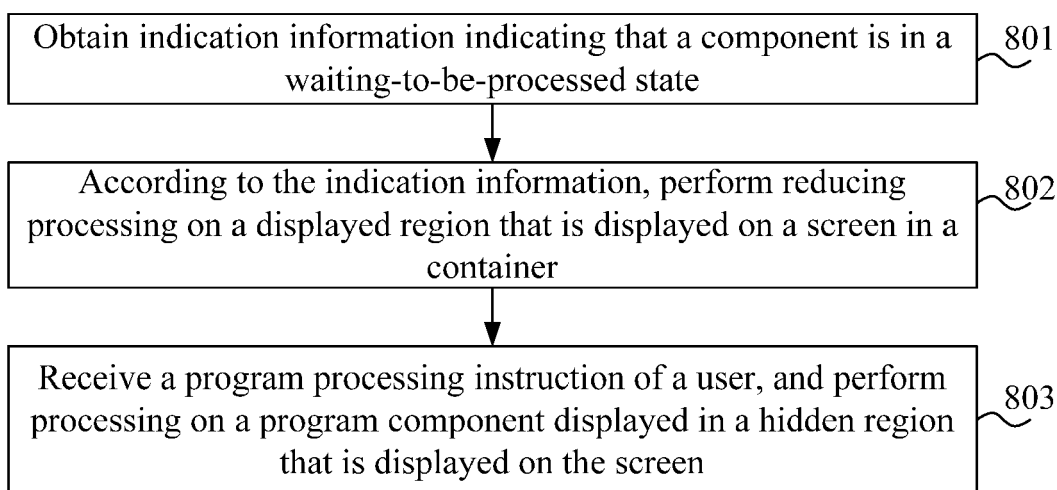 Obtain indication information indicating that a component is in a
waiting-to-be-processed state
801
According to the indication information, perform reducing
processing on a displayed region that is displayed on a screen in a
container
802
Receive a program processing instruction of a user, and perform
processing on a program component displayed in a hidden region
that is displayed on the screen
803